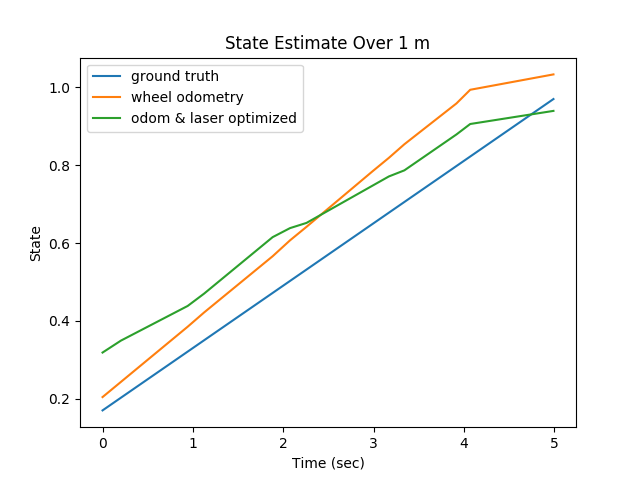 State Estimate Over 1 m
ground truth
wheel odometry
odom & laser optimized
1.0
0.8
0.6
0.4
0.2
State
0 1 2 3 4 5
Time (sec)